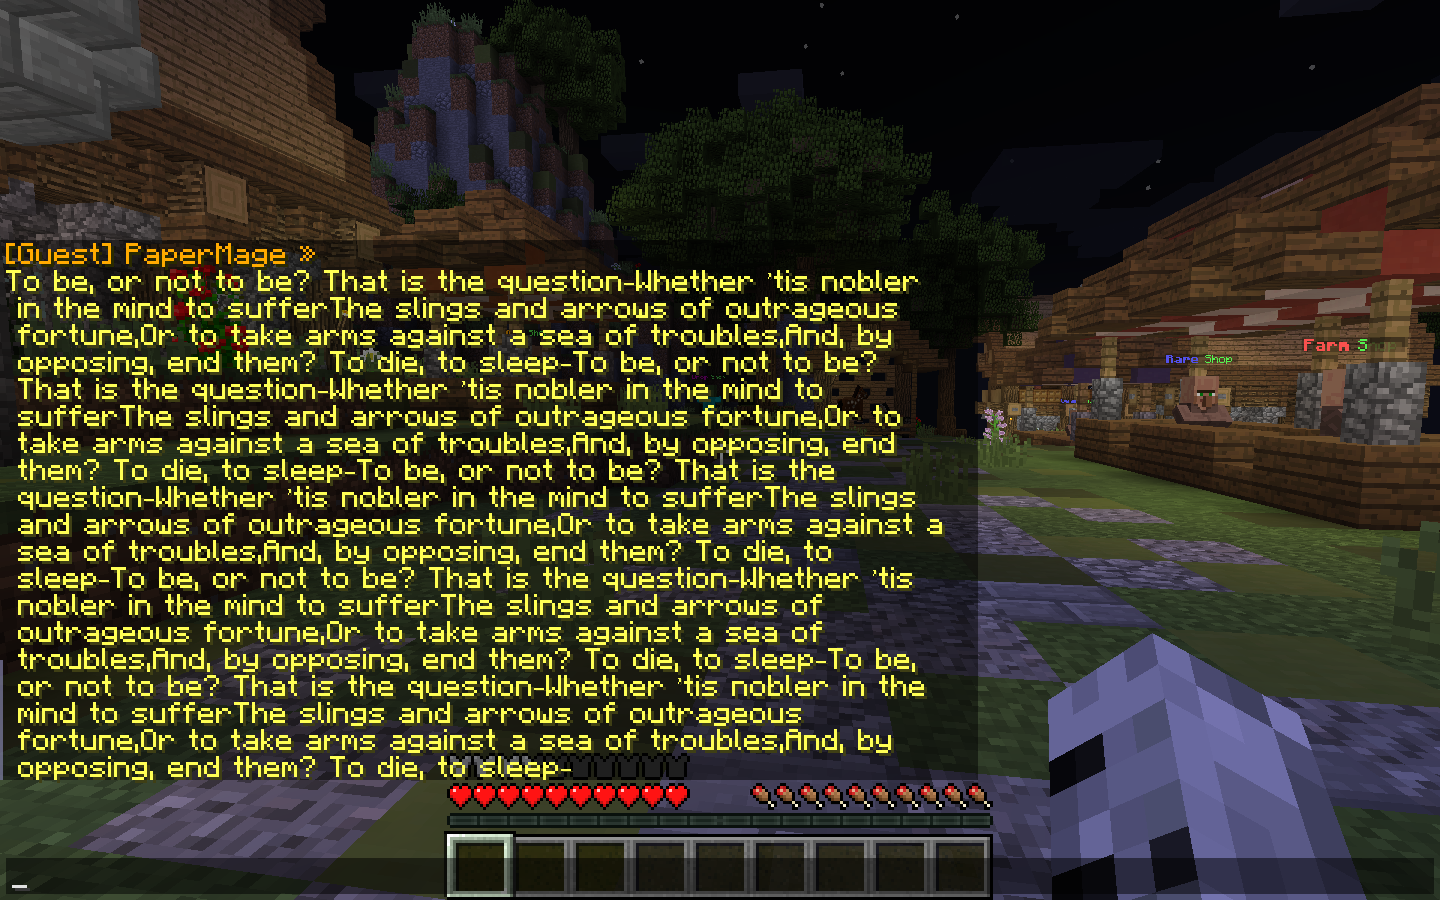 [Guest] PaperMage »
To be, or not to be? That is the question-Whether 'tis nobler
in the mind to sufferThe slings and arrows of outrageous
fortune,Or to take arms against a sea of troubles,And, by
opposing, end them? To die, to sleep-To be, or not to be?
That is the question-Whether 'tis nobler in the mind to
sufferThe slings and arrows of outrageous fortune,Or to
take arms against a sea of troubles,And, by opposing, end
them? To die, to sleep-To be, or not to be? That is the
question-Whether 'tis nobler in the mind to sufferThe slings
and arrows of outrageous fortune,Or to take arms against a
sea of troubles,And, by opposing, end them? To die, to
sleep-To be, or not to be? That is the question-Whether 'tis
nobler in the mind to sufferThe slings and arrows of
outrageous fortune,Or to take arms against a sea of
troubles,And, by opposing, end them? To die, to sleep-To be,
or not to be? That is the question-Whether 'tis nobler in the
mind to sufferThe slings and arrows of outrageous
fortune,Or to take arms against a sea of troubles,And, by
opposing, end them? To die, to sleep-
Rare Shop
Farm S
_